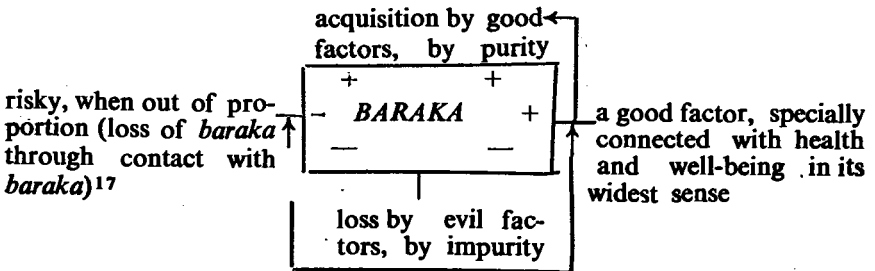 acquisition by good
factors, by purity
+ +
risky, when out of pro-
portion (loss of baraka
through contact with
baraka)17
- BARAKA +
— —
a good factor, specially
connected with health
and well-being in its
widest sense
loss by evil fac-
tors, by impurity